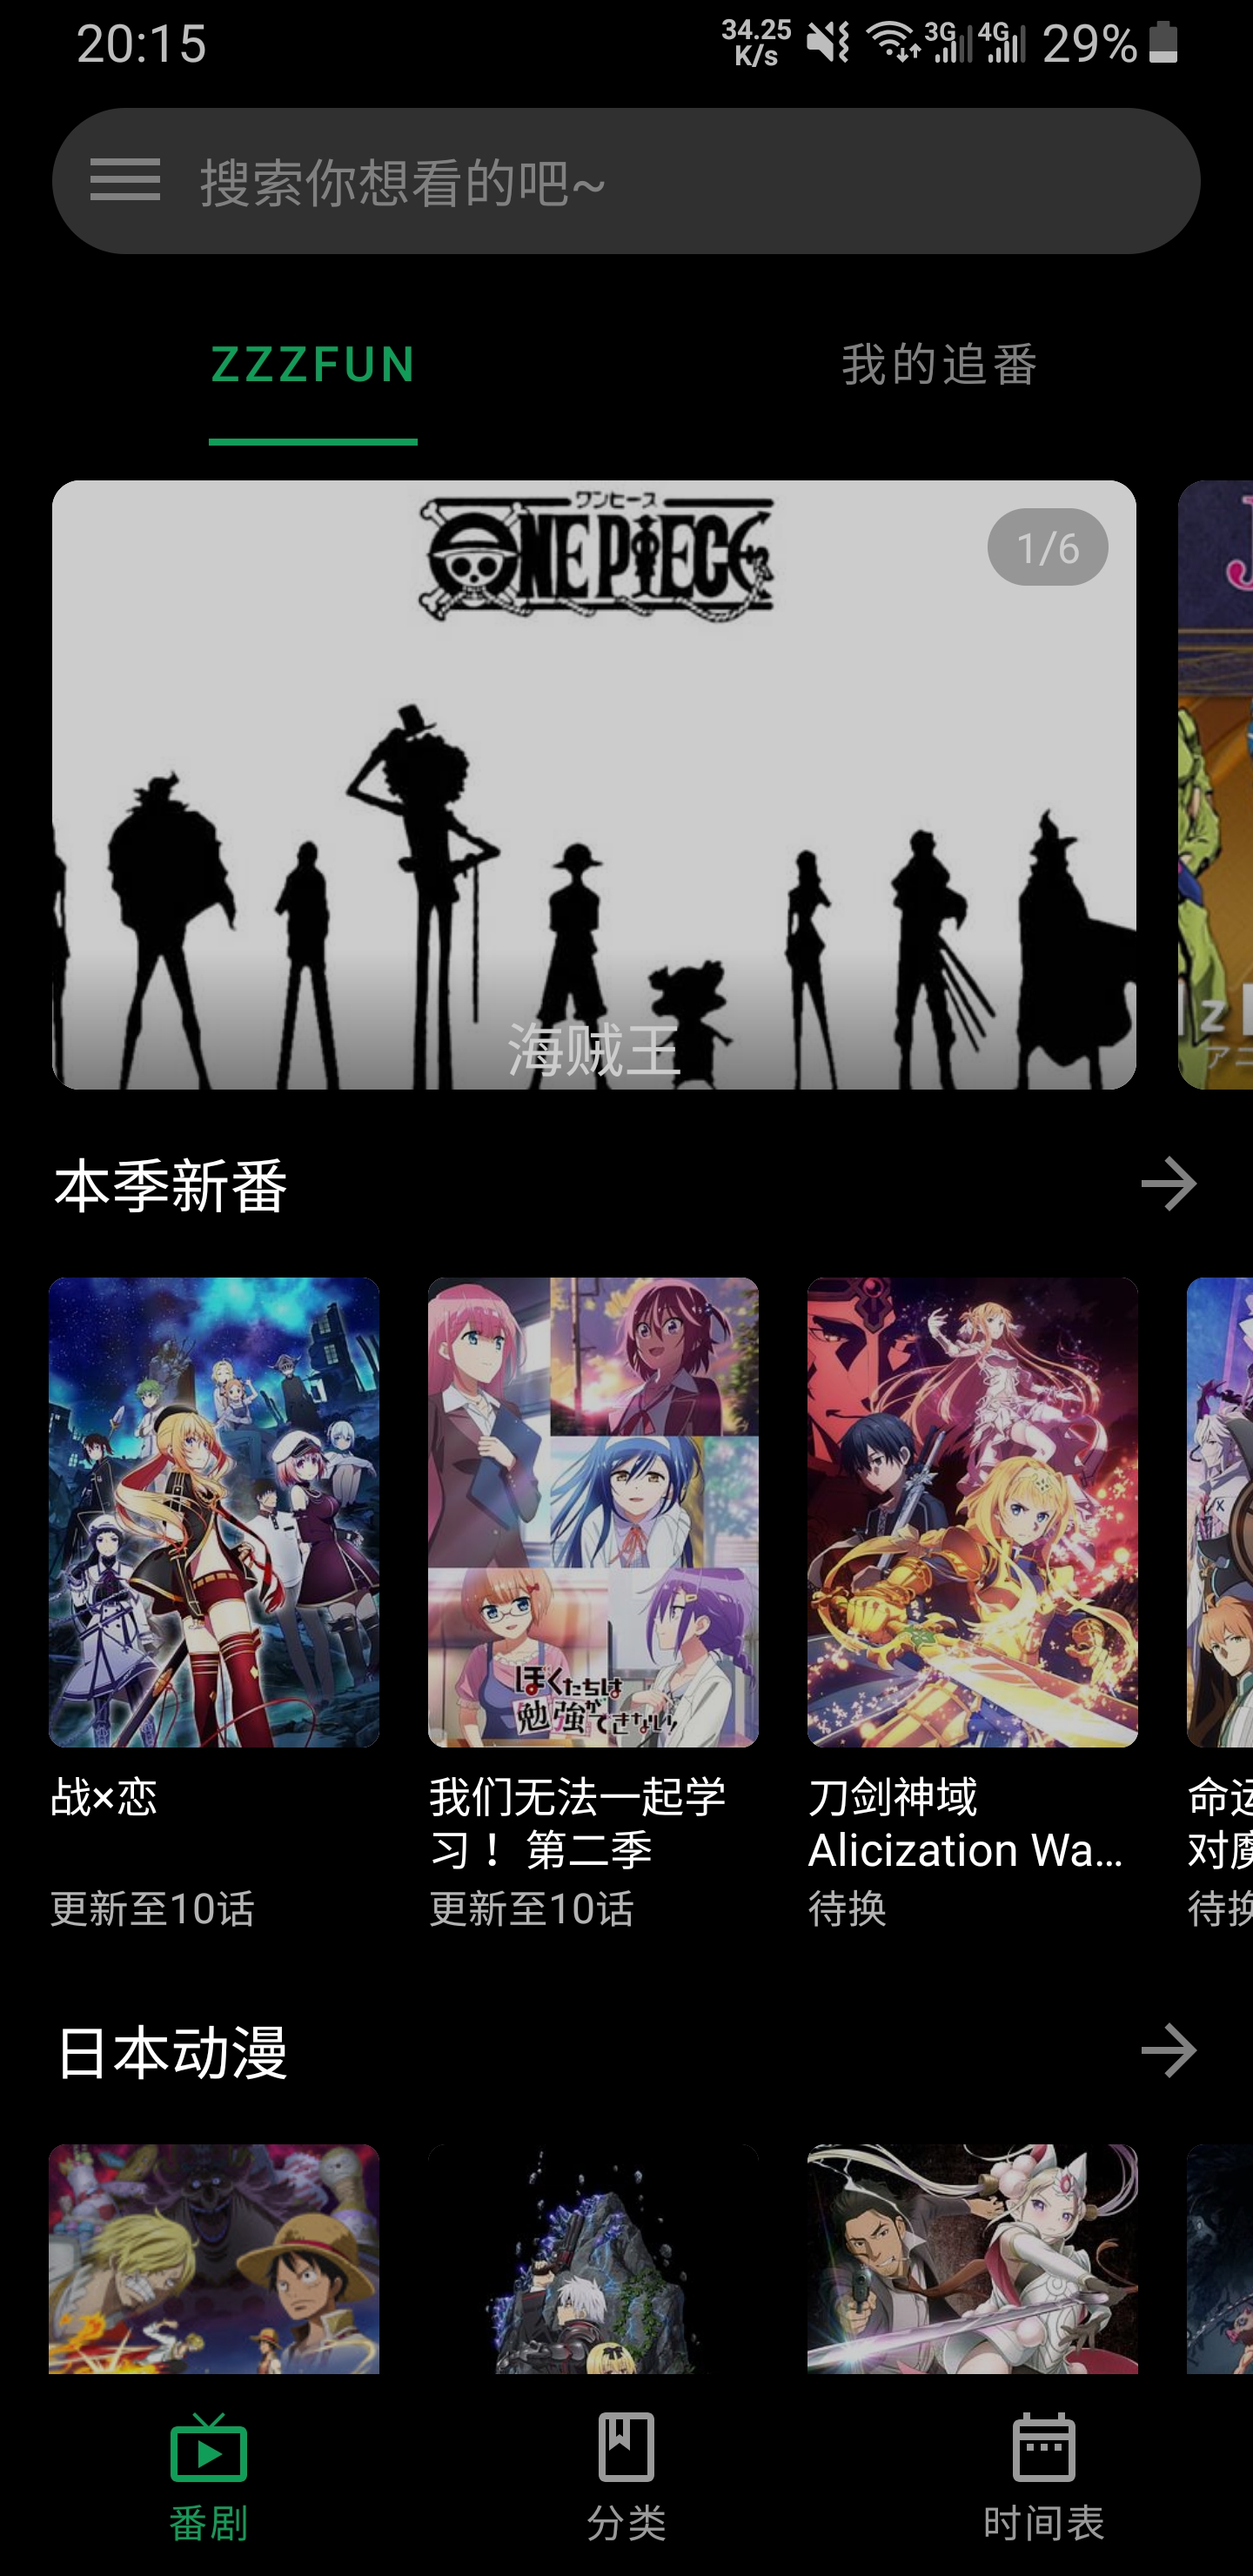 20:15
34.25
K/s
3G
4G
29%
搜索你想看的吧~
ZZZFUN
我的追番
ワンピース
ONE PIECE
1/6
海贼王
アニ
本季新番
ぼくたちは
勉強ができない
战×恋
我们无法一起学
习！ 第二季
更新至10话
更新至10话
刀剑神域
Alicization Wa...
待换
命运
对魔
待换
日本动漫
番剧
分类
时间表